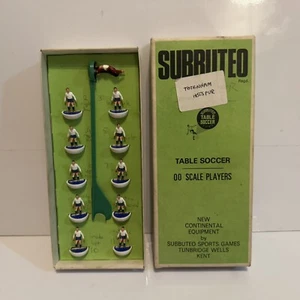 SUBBUTEO
TOTTENHAM
HOTSPUR
TABLE
SOCCER
TABLE SOCCER
OO SCALE PLAYERS
NEW
CONTINENTAL
EQUIPMENT
by
SUBBUTEO SPORTS GAMES
TUNBRIDGE WELLS
KENT